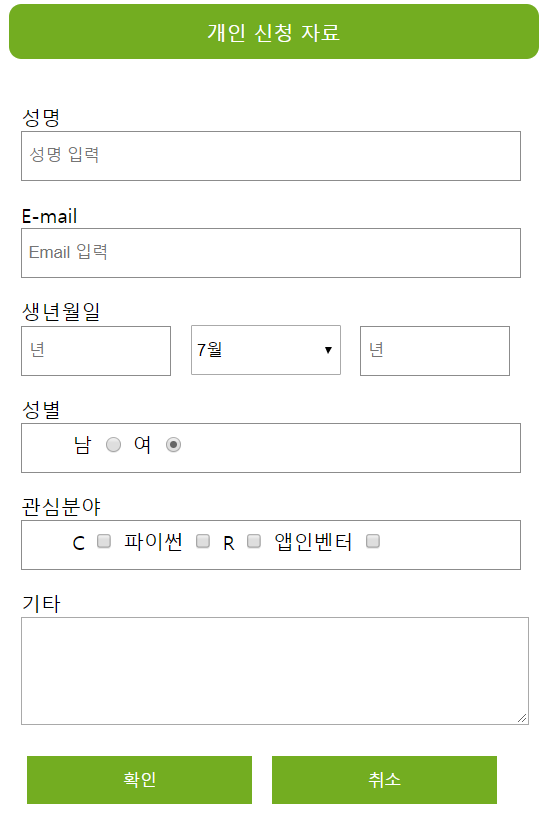 개인 신청 자료
성명
성명 입력
E-mail
Email 입력
생년월일
년 7월 년
성별
남 여
관심분야
C 파이썬 R 앱인벤터
기타
확인 취소